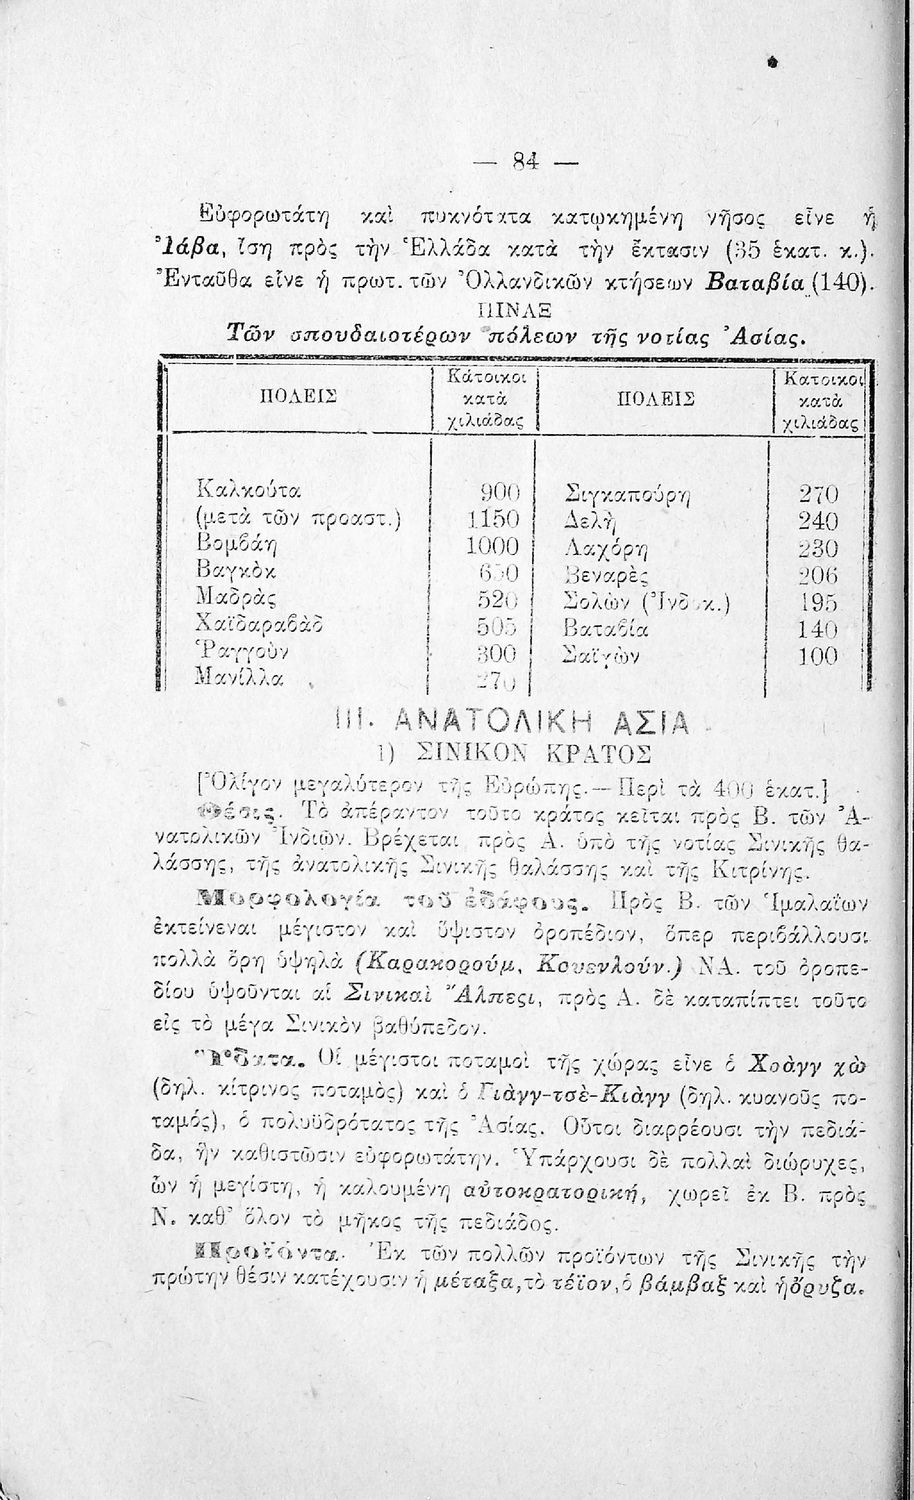 — 84 —
Εὐφορωτάτη καὶ πυκνότατα κατῳκημένη νῆσος εἶνε ἡ
Ἰάβα, ἴση πρὸς τὴν Ἑλλάδα κατὰ τὴν ἔκτασιν (35 ἑκατ. κ.).
Ἐνταῦθα εἶνε ἡ πρωτ. τῶν Ὁλλανδικῶν κτήσεων Βαταβία (140).
ΠΙΝΑΞ
Τῶν σπουδαιοτέρων πόλεων τῆς νοτίας Ἀσίας.
ΠΟΛΕΙΣ Κάτοικοι κατὰ χιλιάδας ΠΟΛΕΙΣ Κατοικοι κατὰ χιλιάδας
Καλκούτα 900 Σιγκαπούρη 270
(μετὰ τῶν προαστ.) 1150 Δελὴ 240
Βομβάη 1000 Λαχόρη 230
Βαγκὸκ Βεναρὲς 206
Μαδρὰς 520 Σολὼν 195
Χαϊδαραβὰδ 505 Βαταβία 140
Ῥαγγοὺν 300 Σαϊγὼν 100
Μανίλλα
III. ΑΝΑΤΟΛΙΚΗ ΑΣΙΑ
1) ΣΙΝΙΚΟΝ ΚΡΑΤΟΣ
[Ὀλίγον μεγαλύτερον τῆς Εὐρώπης.— Περὶ τὰ 400 ἑκατ.]
Θέσις. Τὸ ἀπέραντον τοῦτο κράτος κεῖται πρὸς Β. τῶν Ἀ-
νατολικῶν Ἰνδιῶν. Βρέχεται πρὸς Α. ὑπὸ τῆς νοτίας Σινικῆς θα-
λάσσης, τῆς ἀνατολικῆς Σινικῆς θαλάσσης καὶ τῆς Κιτρίνης.
Μορφολογία τοῦ ἐδάφους. Πρὸς Β. τῶν Ἱμαλαΐων
ἐκτείνεναι μέγιστον καὶ ὕψιστον ὀροπέδιον, ὅπερ περιβάλλουσι
πολλὰ ὄρη ὑψηλὰ (Καρακορούμ, Κουενλούν.) ΝΑ. τοῦ ὀροπε-
δίου ὑψοῦνται αἱ Σινικαὶ Ἄλπεςι, πρὸς Α. δὲ καταπίπτει τοῦτο
εἰς τὸ μέγα Σινικὸν βαθύπεδον.
Ὕδατα. Οἱ μέγιστοι ποταμοὶ τῆς χώρας εἶνε ὁ Χοὰγγ χὼ
(δηλ. κίτρινος ποταμὸς) καὶ ὁ Γιὰγγ-τσὲ-Κιὰγγ (δηλ. κυανοῦς πο-
ταμός), ὁ πολυϋδρότατος τῆς Ἀσίας. Οὗτοι διαρρέουσι τὴν πεδιά-
δα, ἣν καθιστῶσιν εὐφορωτάτην. Ὑπάρχουσι δὲ πολλαὶ διώρυχες,
ὧν ἡ μεγίστη, ἡ καλουμένη αὐτοκρατορική, χωρεῖ ἐκ Β. πρὸς
Ν. καθ’ ὅλον τὸ μῆκος τῆς πεδιάδος.
Προϊόντα. Ἐκ τῶν πολλῶν προϊόντων τῆς Σινικῆς τὴν
πρώτην θέσιν κατέχουσιν ἡ μέταξα, τὸ τέϊον, ὁ βάμβαξ καὶ ἡ ὄρυζα.